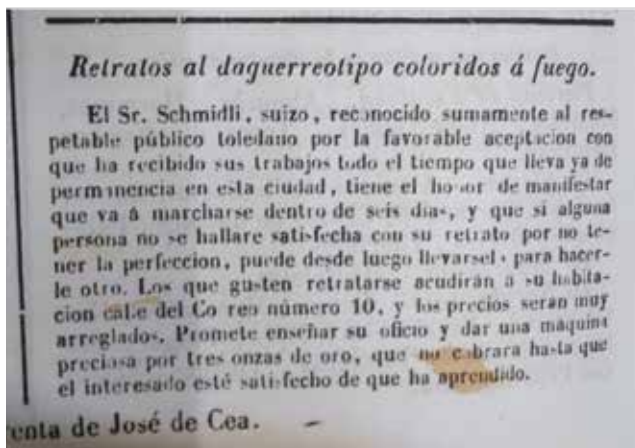 Retratos al daguerreotipo coloridos á fuego.
El Sr. Schmidli, suizo, reconocido sumamente al res-
petable público toledano por la favorable aceptacion con
que ha recibido sus trabajos todo el tiempo que lleva ya de
permanencia en esta ciudad, tiene el honor de manifestar
que va á marcharse dentro de seis dias, y que si alguna
persona no se hallare satisfecha con su retrato por no te-
ner la perfeccion, puede desde luego llevarsele para hacer-
le otro. Los que gusten retratarse acudirán a su habita-
cion calle del Correo número 10, y los precios seran muy
arreglados. Promete enseñar su oficio y dar una máquina
preciosa por tres onzas de oro, que no cobrara hasta que
el interesado esté satisfecho de que ha aprendido.
enta de José de Cea.